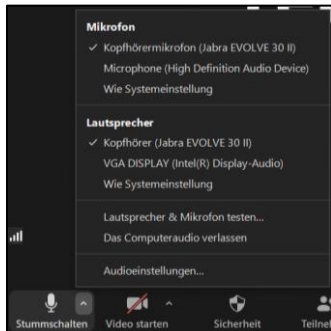 Mikrofon
✓ Kopfhörermikrofon (Jabra EVOLVE 30 II)
Microphone (High Definition Audio Device)
Wie Systemeinstellung
Lautsprecher
✓ Kopfhörer (Jabra EVOLVE 30 II)
VGA DISPLAY (Intel(R) Display-Audio)
Wie Systemeinstellung
Lautsprecher & Mikrofon testen...
Das Computeraudio verlassen
Audioeinstellungen...
Stummschalten Video starten Sicherheit Teilne